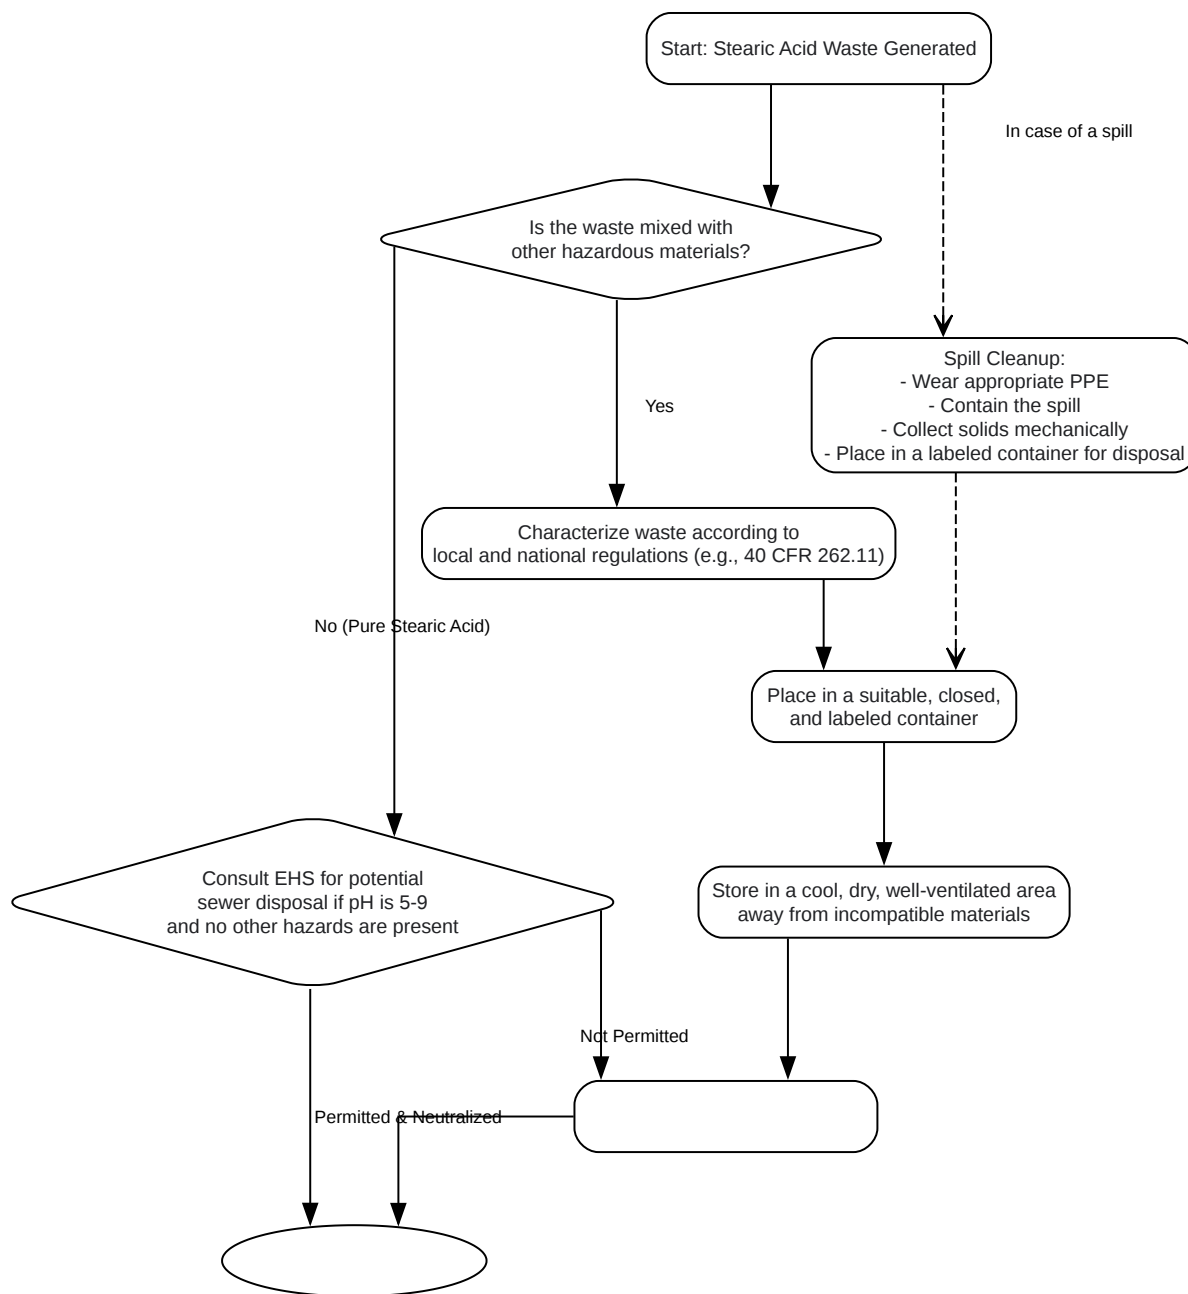 Start: Stearic Acid Waste Generated
In case of a spill
Is the waste mixed with
other hazardous materials?
Spill Cleanup:
- Wear appropriate PPE
- Contain the spill
- Collect solids mechanically
- Place in a labeled container for disposal
Yes
Characterize waste according to
local and national regulations (e.g., 40 CFR 262.11)
No (Pure Stearic Acid)
Place in a suitable, closed,
and labeled container
Consult EHS for potential
sewer disposal if pH is 5-9
and no other hazards are present
Store in a cool, dry, well-ventilated area
away from incompatible materials
Not Permitted
Permitted & Neutralized